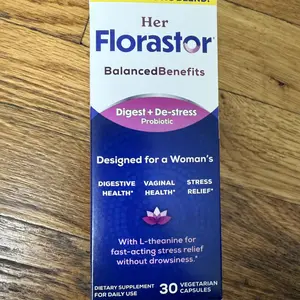 Her
Florastor®
BalancedBenefits
Digest + De-stress
Probiotic
Designed for a Woman's
DIGESTIVE HEALTH*
VAGINAL HEALTH*
STRESS RELIEF*
With L-theanine for
fast-acting stress relief
without drowsiness.*
DIETARY SUPPLEMENT
FOR DAILY USE
30 VEGETARIAN CAPSULES